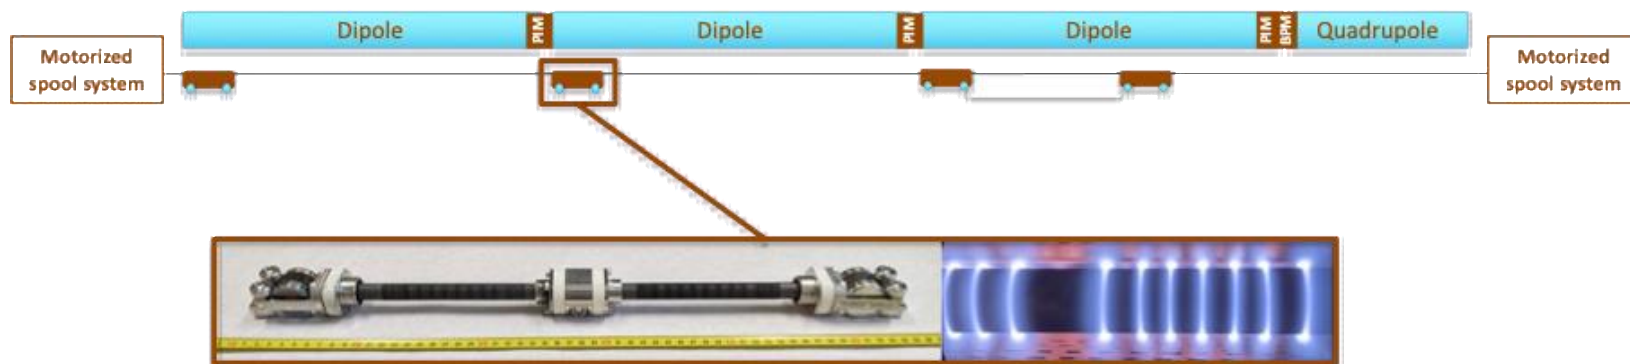 Dipole
PIM
Dipole
PIM
Dipole
PIM
BPM
Quadrupole
Motorized
spool system
Motorized
spool system